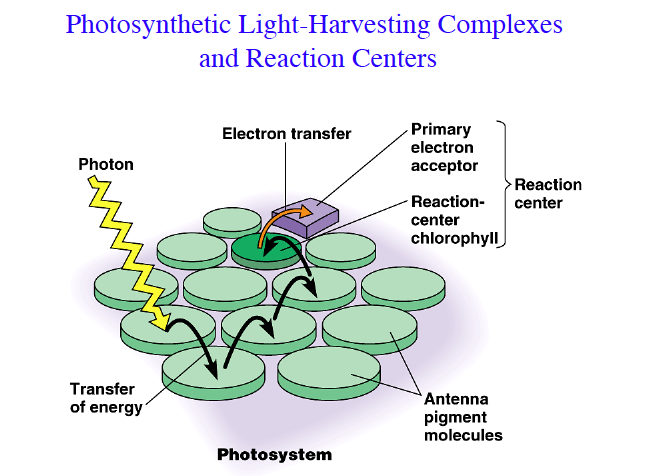 Photosynthetic Light-Harvesting Complexes
and Reaction Centers
Electron transfer
Primary
electron
acceptor
Photon
Reaction
center
Reaction-
center
chlorophyll
Transfer
of energy
Antenna
pigment
molecules
Photosystem